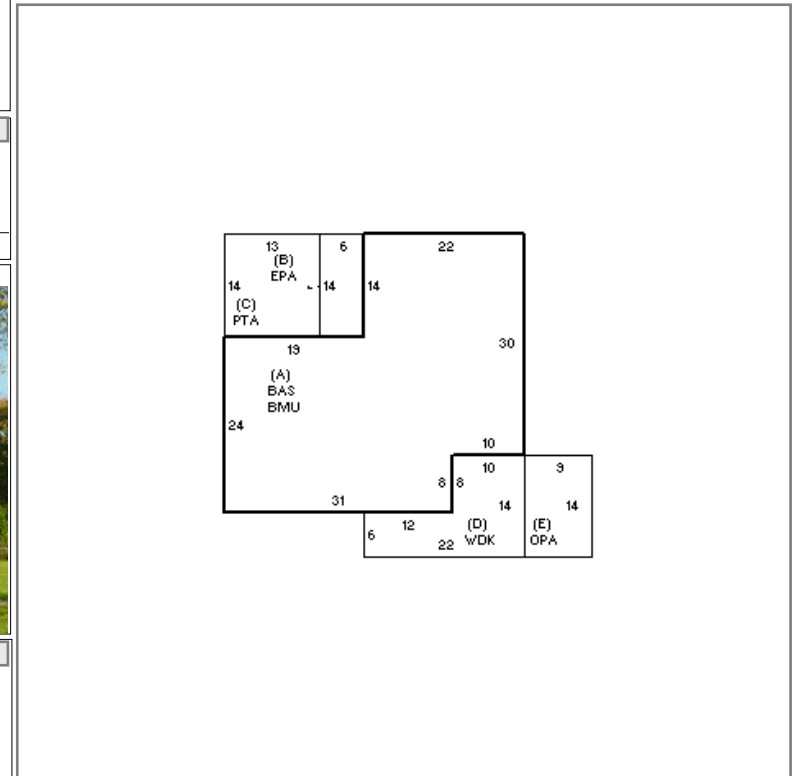 13 6 22
(B)
EPA
14 14 14
(C)
PTA
30
19
(A)
BAS
BMU
24
10
10 9
8 8
31
14 14
12 (D) (E)
6 22 WDK OPA